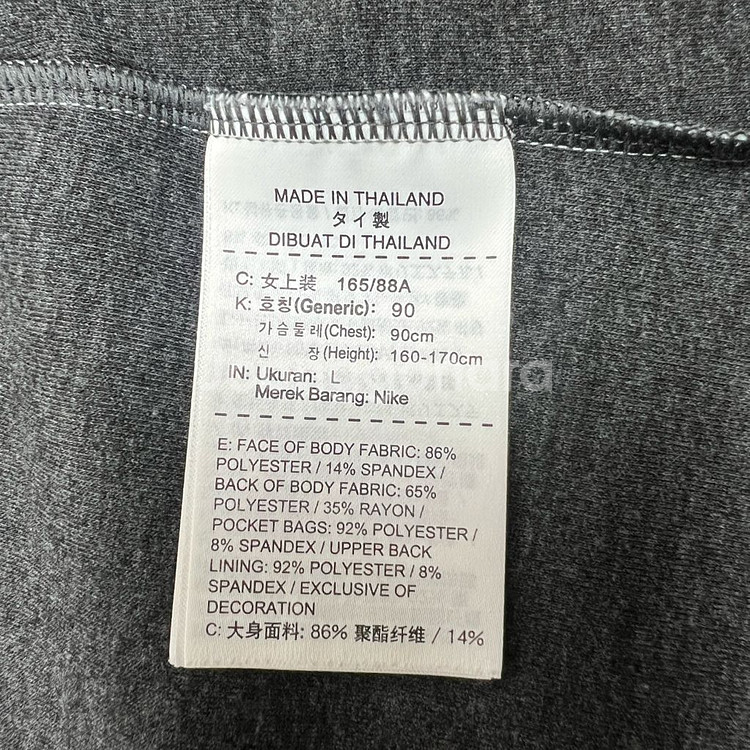 MADE IN THAILAND
タイ製
DIBUAT DI THAILAND
C: 女上装 165/88A
K: 호칭(Generic): 90
가슴둘레(Chest): 90cm
신 장(Height): 160-170cm
IN: Ukuran: L
Merek Barang: Nike
E: FACE OF BODY FABRIC: 86%
POLYESTER / 14% SPANDEX /
BACK OF BODY FABRIC: 65%
POLYESTER / 35% RAYON /
POCKET BAGS: 92% POLYESTER /
8% SPANDEX / UPPER BACK
LINING: 92% POLYESTER / 8%
SPANDEX / EXCLUSIVE OF
DECORATION
C: 大身面料: 86% 聚酯纤维 / 14%